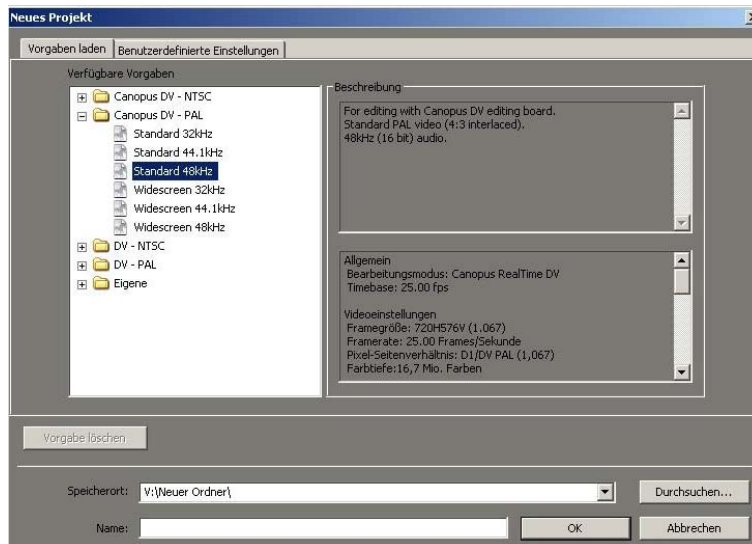 Neues Projekt
Vorgaben laden
Benutzerdefinierte Einstellungen
Verfügbare Vorgaben
Canopus DV - NTSC
Canopus DV - PAL
Standard 32kHz
Standard 44.1kHz
Standard 48kHz
Widescreen 32kHz
Widescreen 44.1kHz
Widescreen 48kHz
DV - NTSC
DV - PAL
Eigene
Beschreibung
For editing with Canopus DV editing board.
Standard PAL video (4:3 interlaced).
48kHz (16 bit) audio.
Allgemein
Bearbeitungsmodus: Canopus RealTime DV
Timebase: 25.00 fps
Videoeinstellungen
Framegröße: 720H576V (1.067)
Framerate: 25.00 Frames/Sekunde
Pixel-Seitenverhältnis: D1/DV PAL (1,067)
Farbtiefe:16,7 Mio. Farben
Vorgabe löschen
Speicherort:
V:\Neuer Ordner\
Durchsuchen...
Name:
OK
Abbrechen